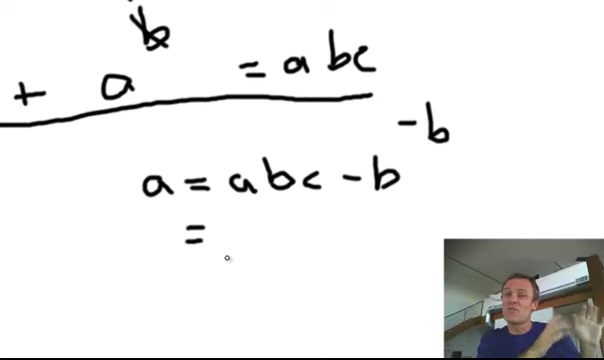 b
+ a = abc
- b
a = abc - b
=